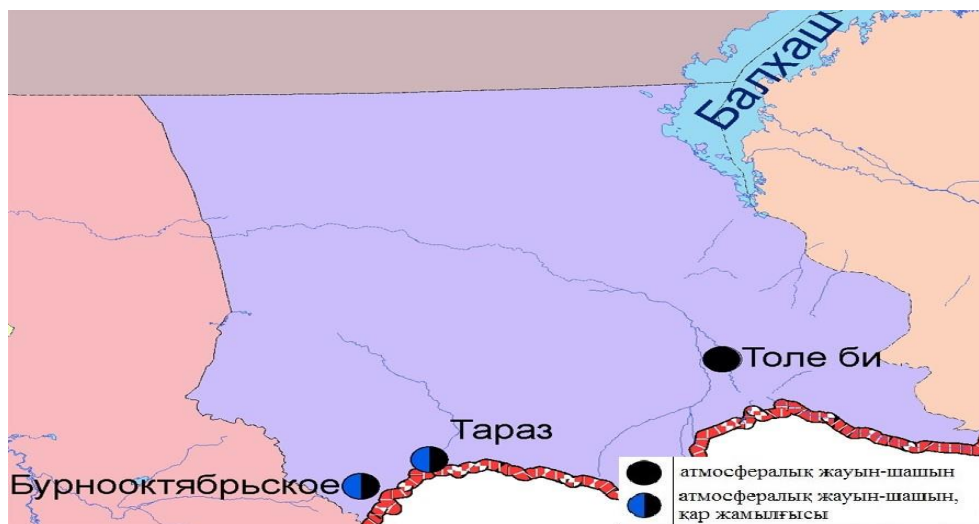 Балхаш
Толе би
Тараз
Бурнооктябрьское
атмосфералық жауын-шашын
атмосфералық жауын-шашын,
қар жамылғысы